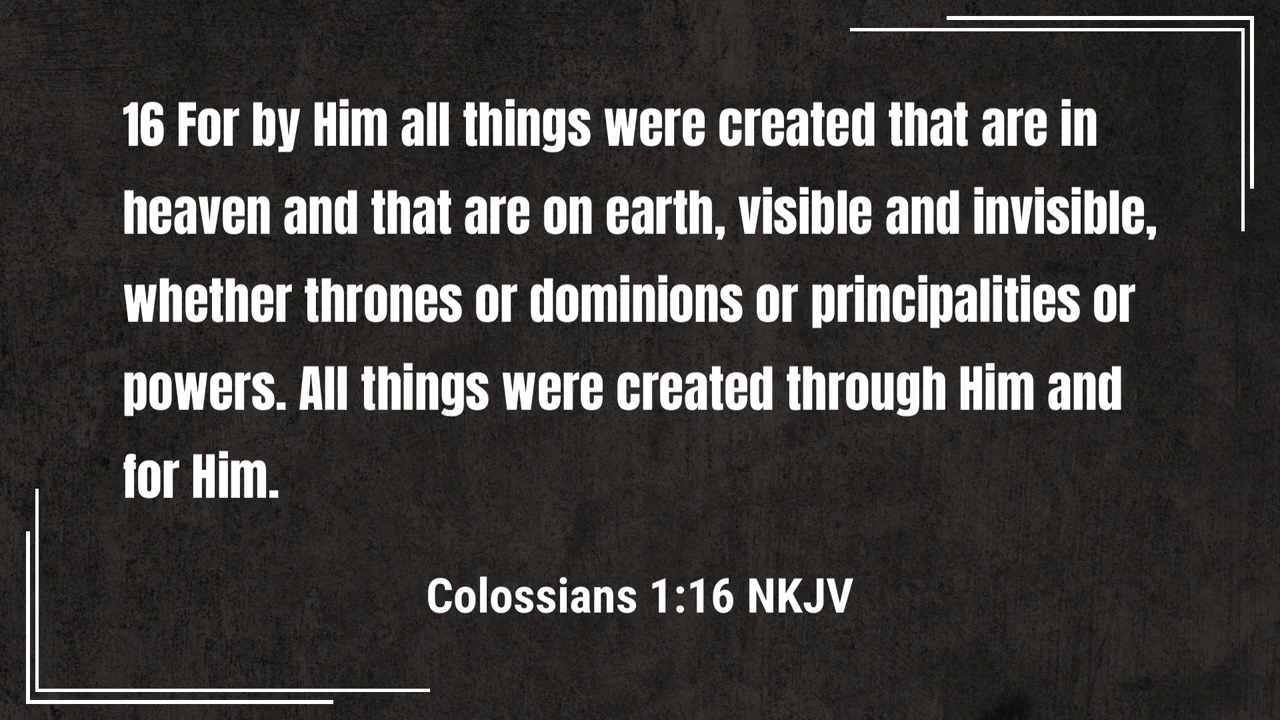 16 For by Him all things were created that are in
heaven and that are on earth, visible and invisible,
whether thrones or dominions or principalities or
powers. All things were created through Him and
for Him.
Colossians 1:16 NKJV